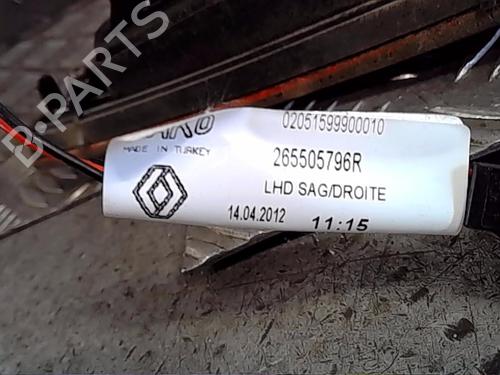 B-PARTS
02051599900010
MADE IN TURKEY
265505796R
LHD SAG/DROITE
14.04.2012 11:15